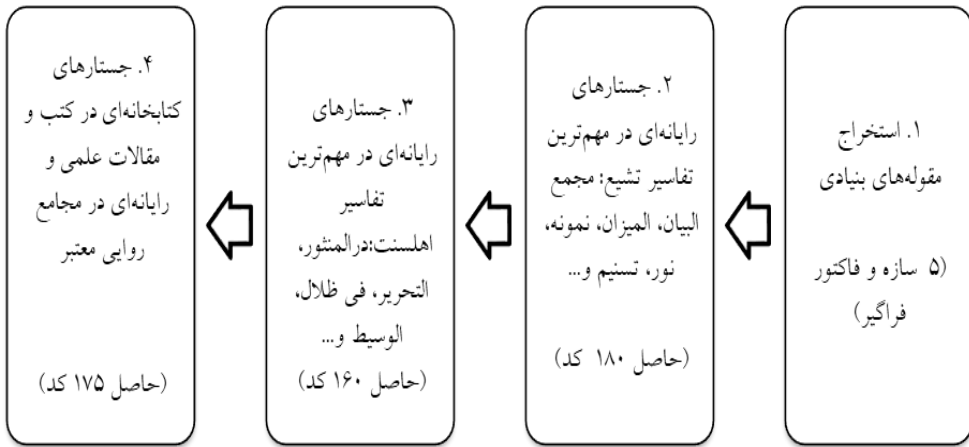 ۱. استخراج
مقوله‌های بنیادی
(۵ سازه و فاکتور
فراگیر)
۲. جستارهای
رایانه‌ای در مهم‌ترین
تفاسیر تشیع: مجمع
البیان، المیزان، نمونه،
نور، تسنیم و...
(حاصل ۱۸۰ کد)
۳. جستارهای
رایانه‌ای در مهم‌ترین
تفاسیر
اهلسنت:درالمنثور،
التحریر، فی ظلال،
الوسیط و...
(حاصل ۱۶۰ کد)
۴. جستارهای
کتابخانه‌ای در کتب و
مقالات علمی و
رایانه‌ای در مجامع
روایی معتبر
(حاصل ۱۷۵ کد)